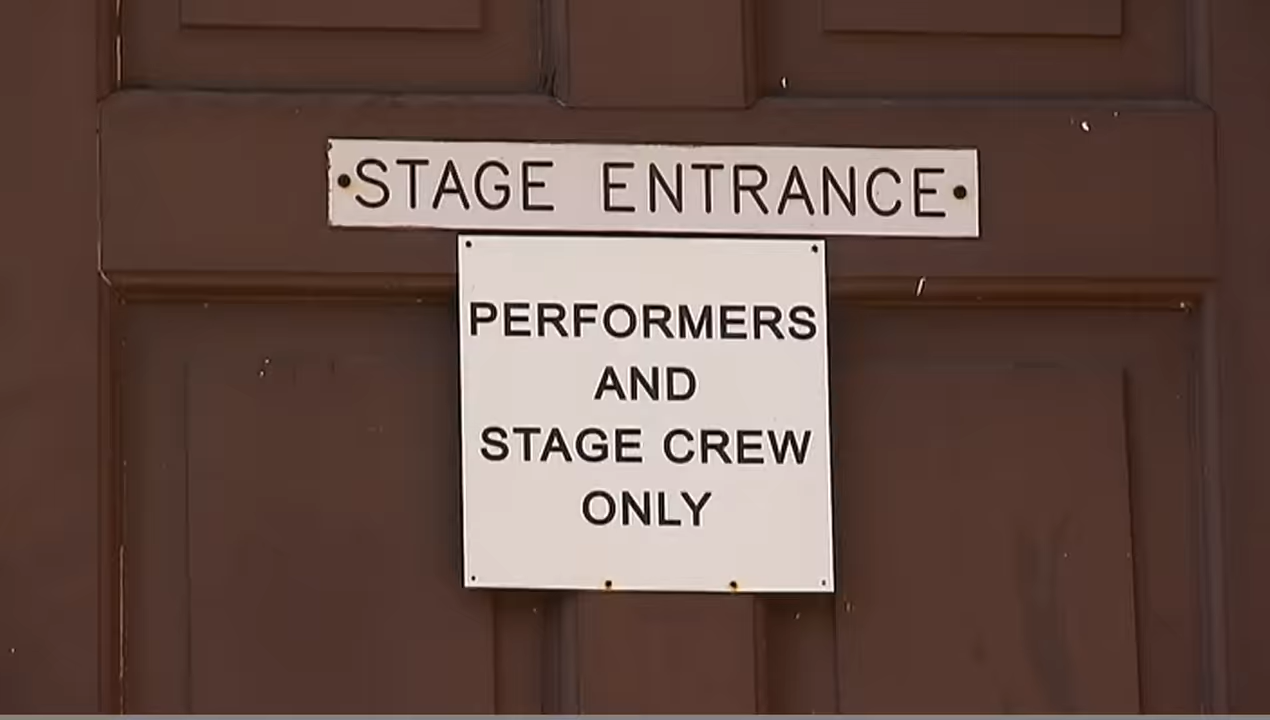 STAGE ENTRANCE
PERFORMERS
AND
STAGE CREW
ONLY